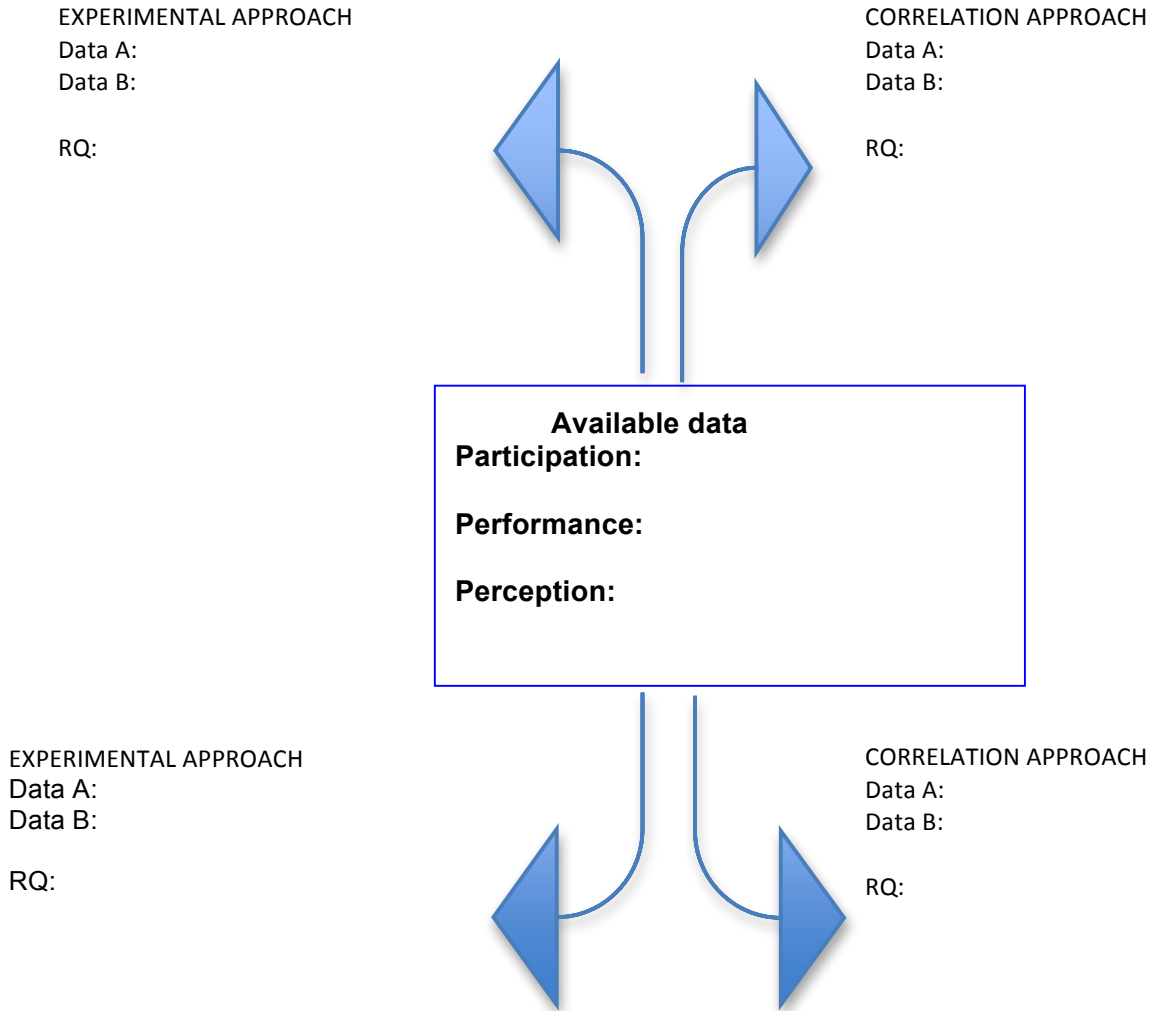 EXPERIMENTAL APPROACH
Data A:
Data B:
RQ:
CORRELATION APPROACH
Data A:
Data B:
RQ:
Available data
Participation:
Performance:
Perception:
EXPERIMENTAL APPROACH
Data A:
Data B:
RQ:
CORRELATION APPROACH
Data A:
Data B:
RQ: